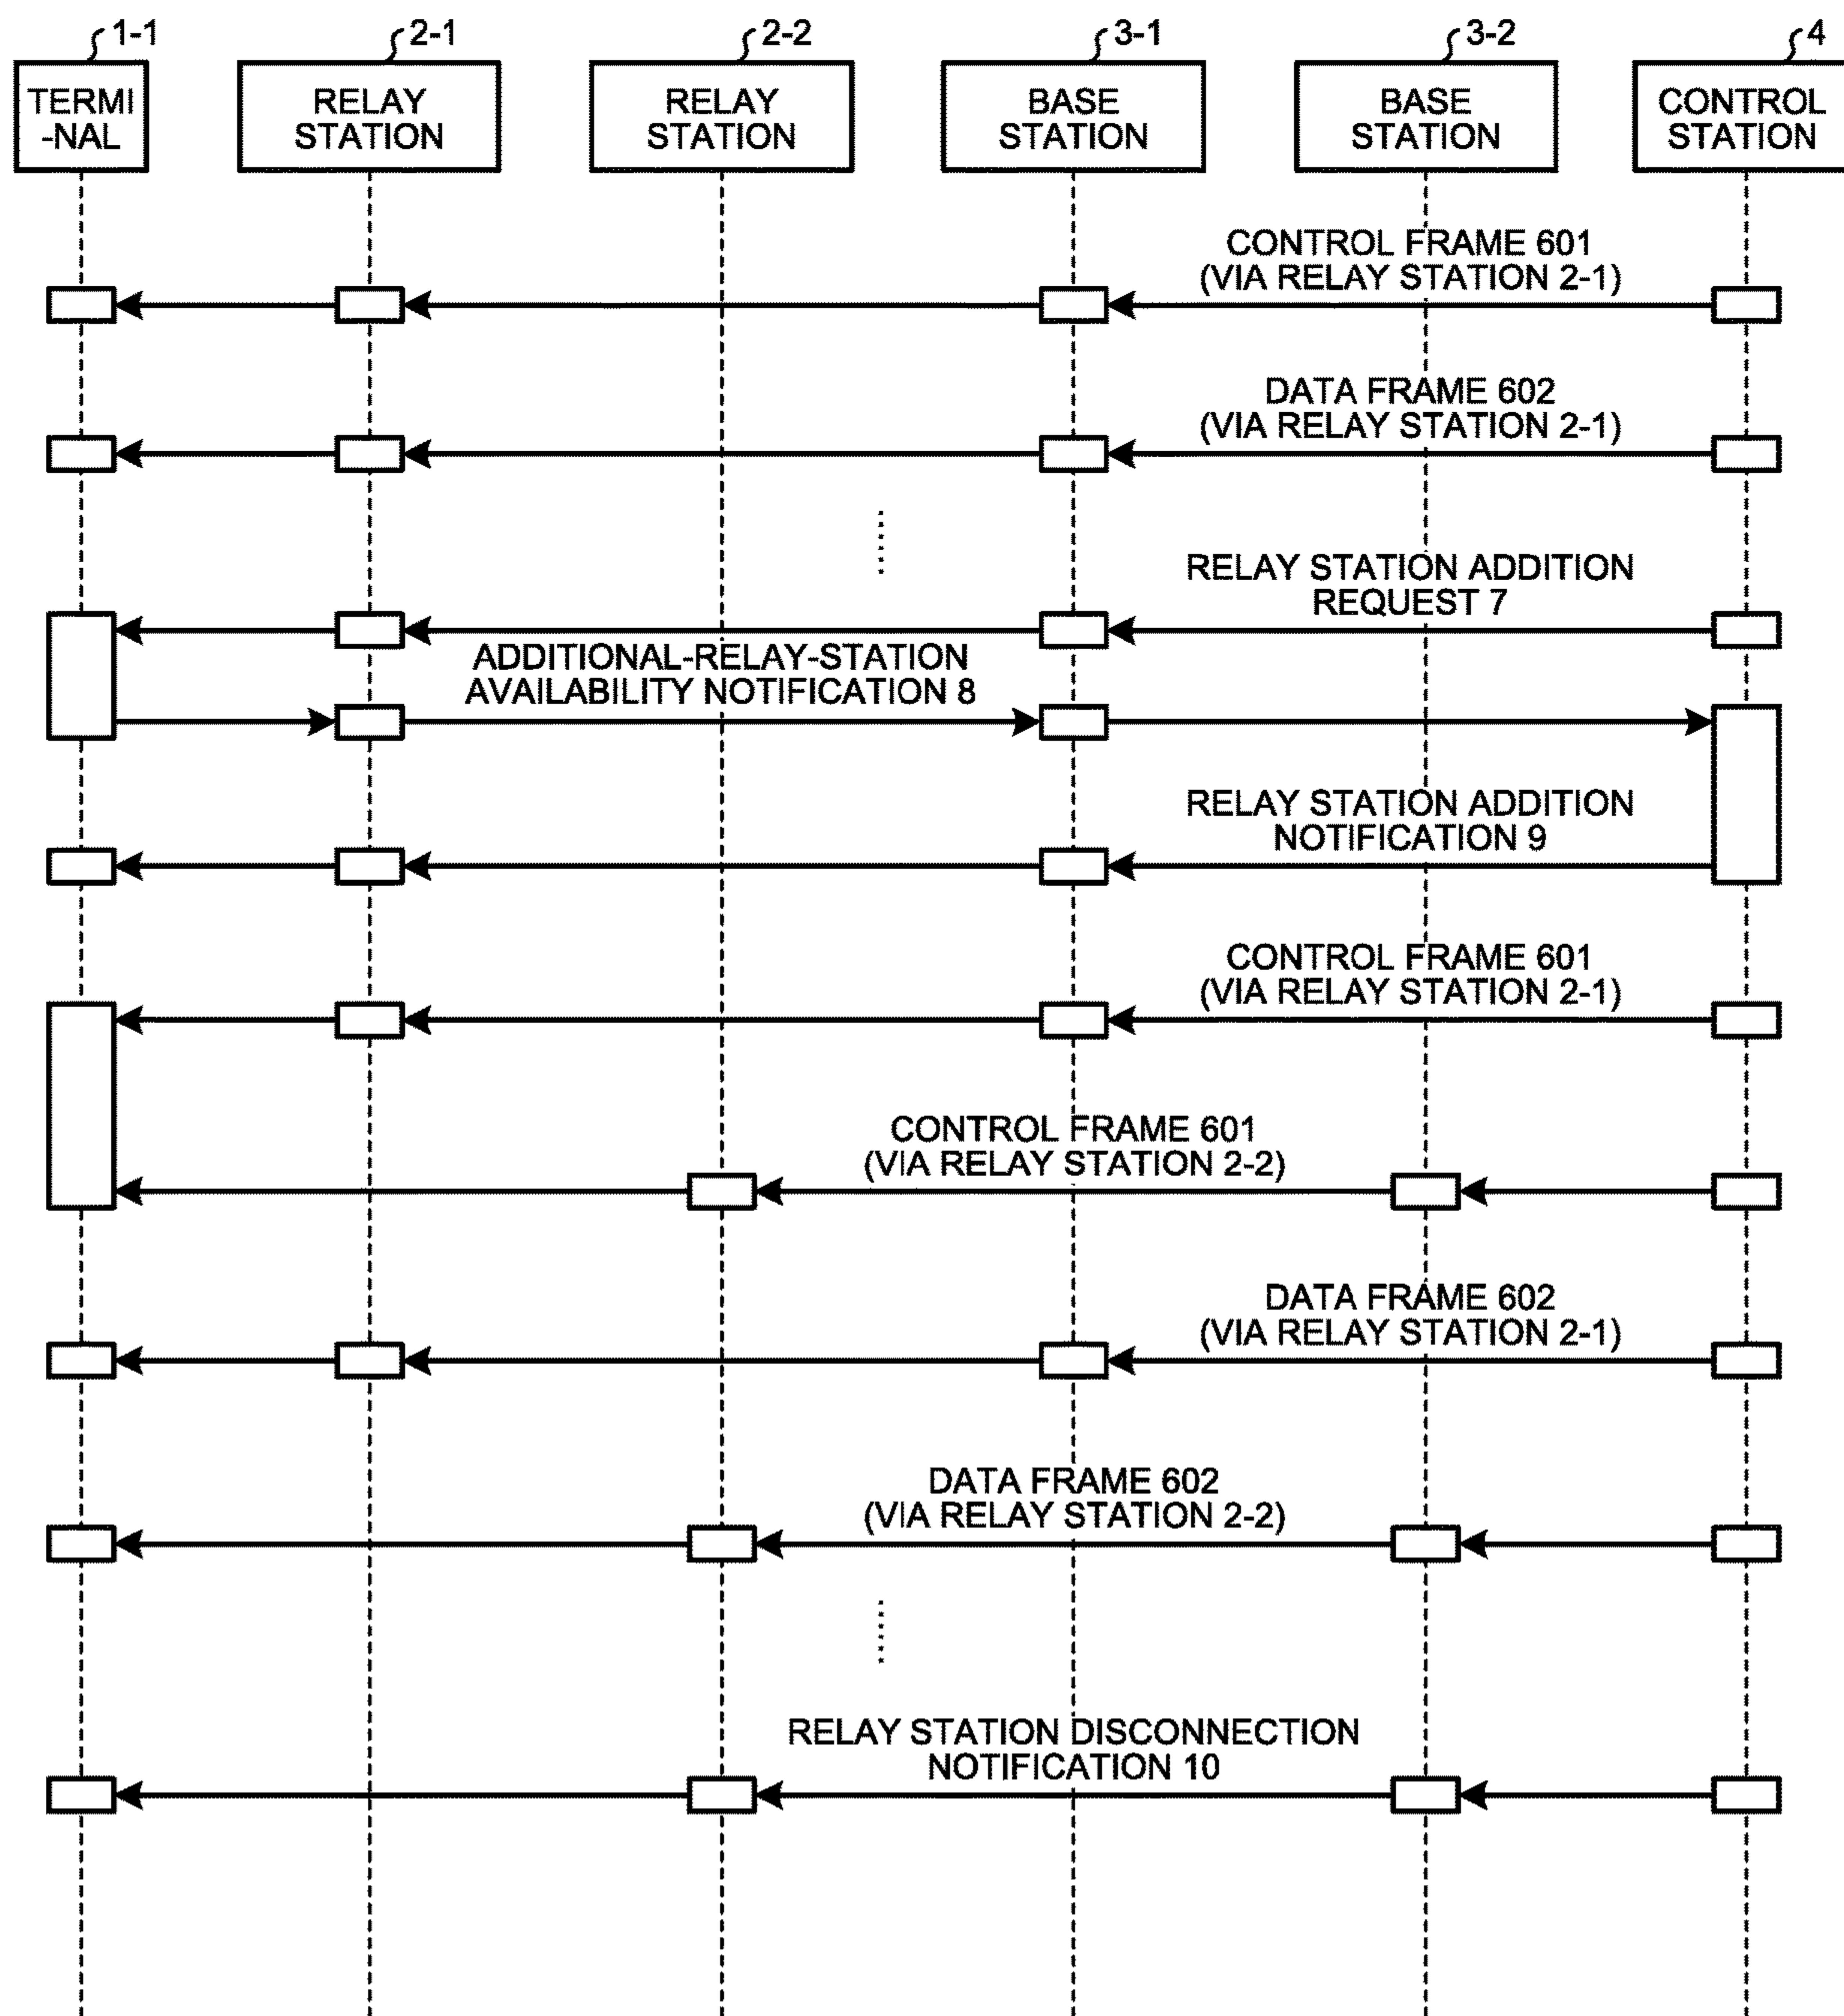 1-1
2-1
2-2
3-1
3-2
4
TERMI
-NAL
RELAY
STATION
RELAY
STATION
BASE
STATION
BASE
STATION
CONTROL
STATION
CONTROL FRAME 601
(VIA RELAY STATION 2-1)
DATA FRAME 602
(VIA RELAY STATION 2-1)
RELAY STATION ADDITION
REQUEST 7
ADDITIONAL-RELAY-STATION
AVAILABILITY NOTIFICATION 8
RELAY STATION ADDITION
NOTIFICATION 9
CONTROL FRAME 601
(VIA RELAY STATION 2-1)
CONTROL FRAME 601
(VIA RELAY STATION 2-2)
DATA FRAME 602
(VIA RELAY STATION 2-1)
DATA FRAME 602
(VIA RELAY STATION 2-2)
RELAY STATION DISCONNECTION
NOTIFICATION 10